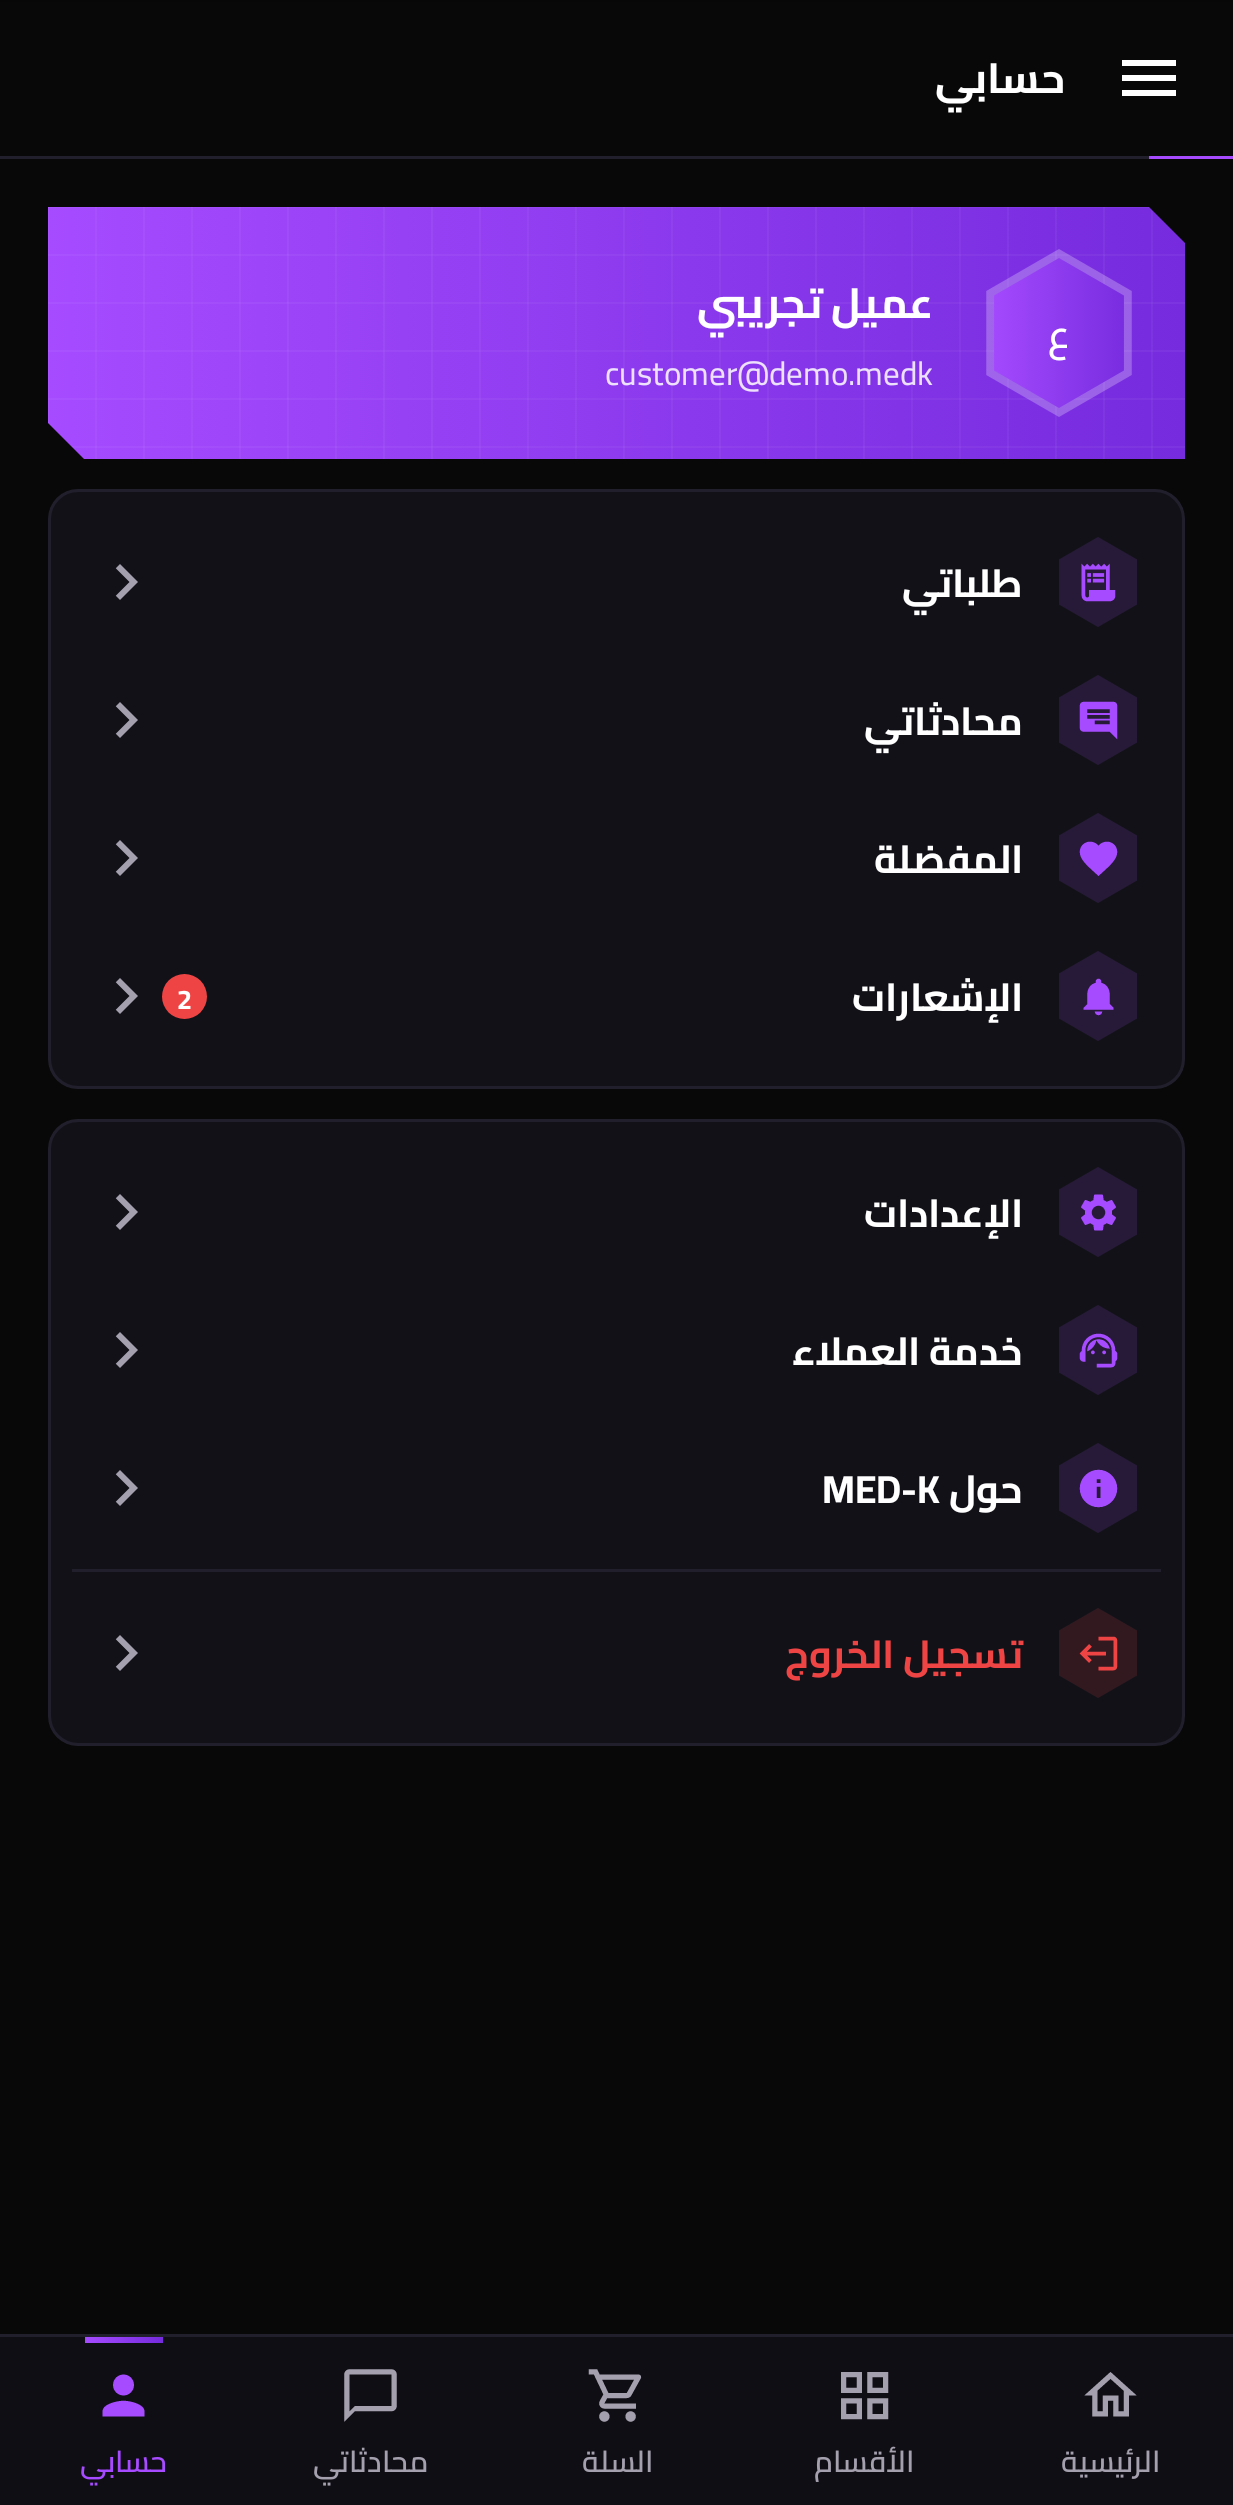 حسابي
ع
عميل تجريبي
customer@demo.medk
طلباتي
محادثاتي
المفضلة
الإشعارات
2
الإعدادات
خدمة العملاء
حول MED-K
تسجيل الخروج
الرئيسية
الأقسام
السلة
محادثاتي
حسابي